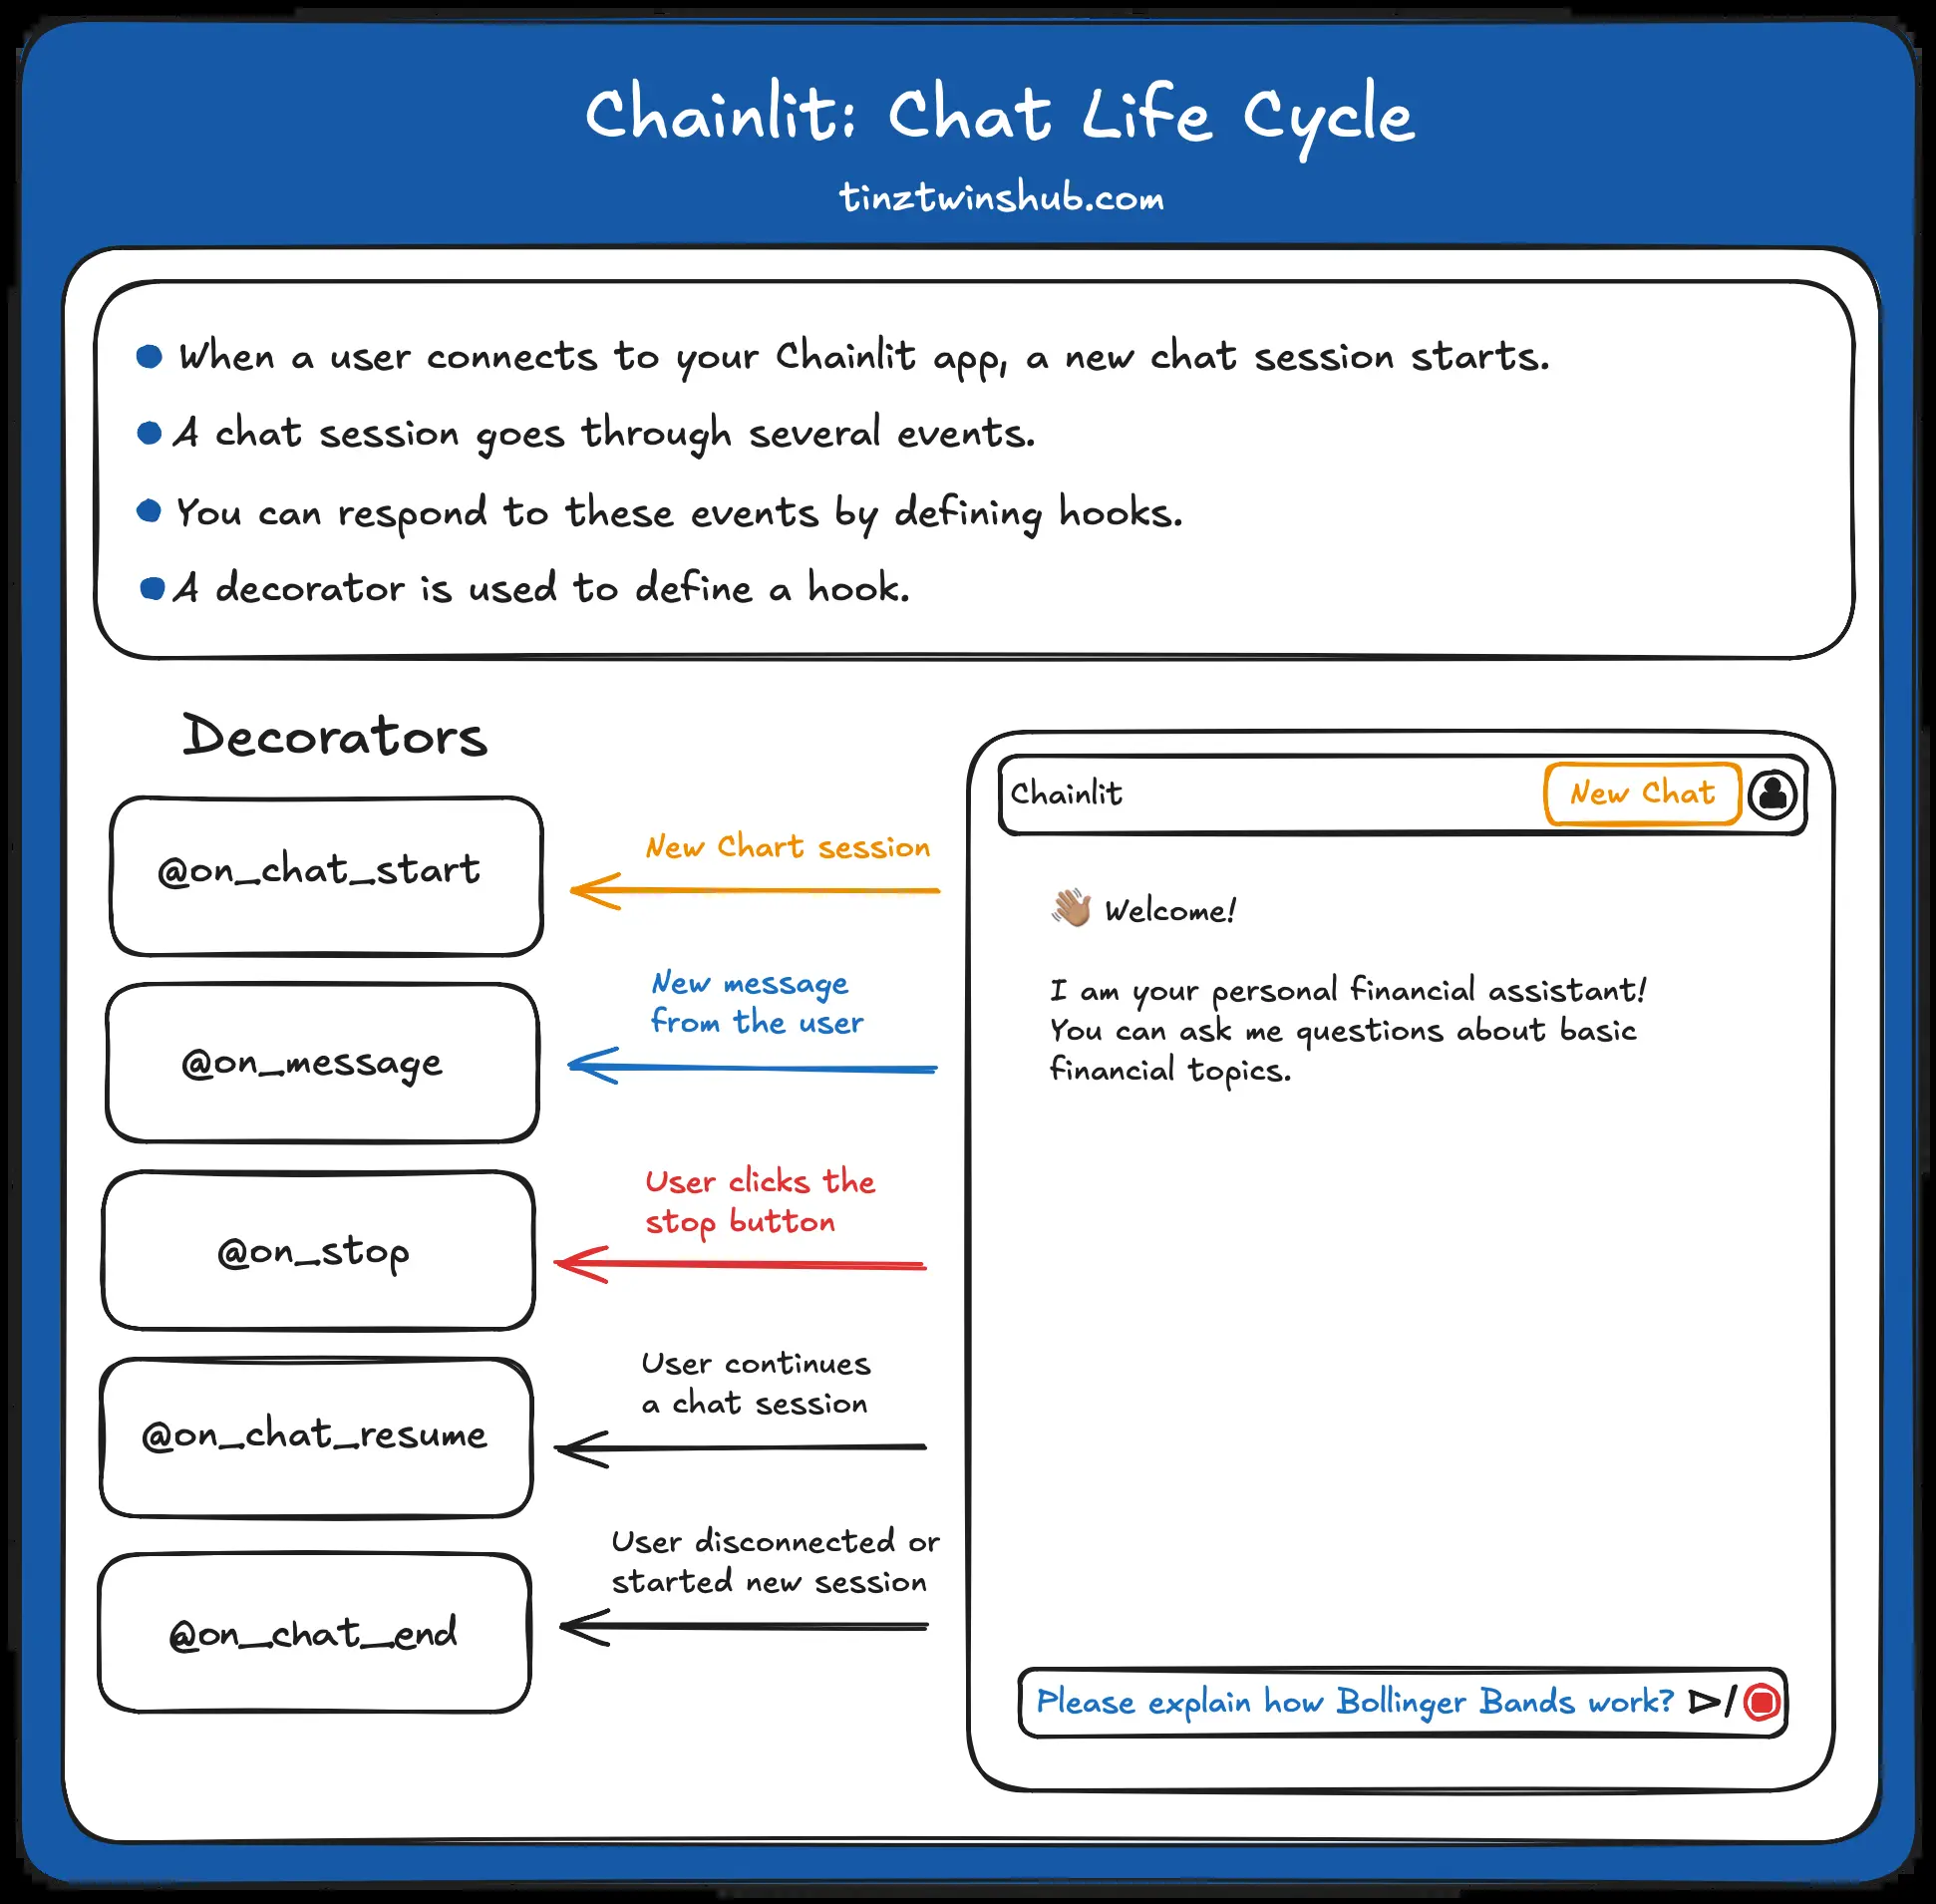 Chainlit: Chat Life Cycle
tinztwinshub.com
When a user connects to your Chainlit app, a new chat session starts.
A chat session goes through several events.
You can respond to these events by defining hooks.
A decorator is used to define a hook.
Decorators
@on_chat_start
New Chart session
@on_message
New message
from the user
@on_stop
User clicks the
stop button
@on_chat_resume
User continues
a chat session
@on_chat_end
User disconnected or
started new session
Chainlit
New Chat
👋🏽 Welcome!
I am your personal financial assistant!
You can ask me questions about basic
financial topics.
Please explain how Bollinger Bands work? /